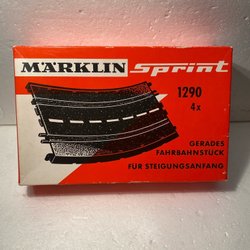 MÄRKLIN sprint
1290
4x
GERADES
FAHRBAHNSTÜCK
FÜR STEIGUNGSANFANG